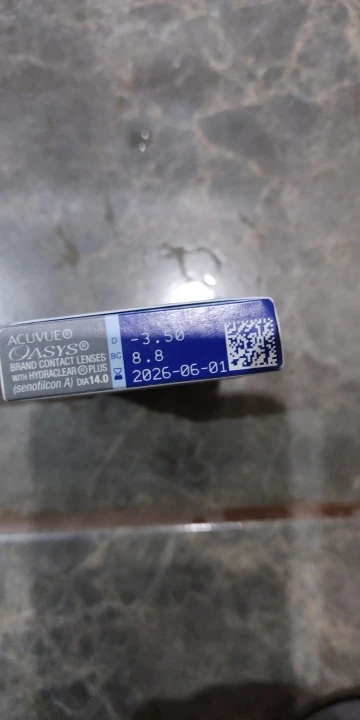 ACUVUE®
OASYS®
BRAND CONTACT LENSES
WITH HYDRACLEAR® PLUS
(senofilcon A) DIA14.0
D -3.50
BC 8.8
2026-06-01